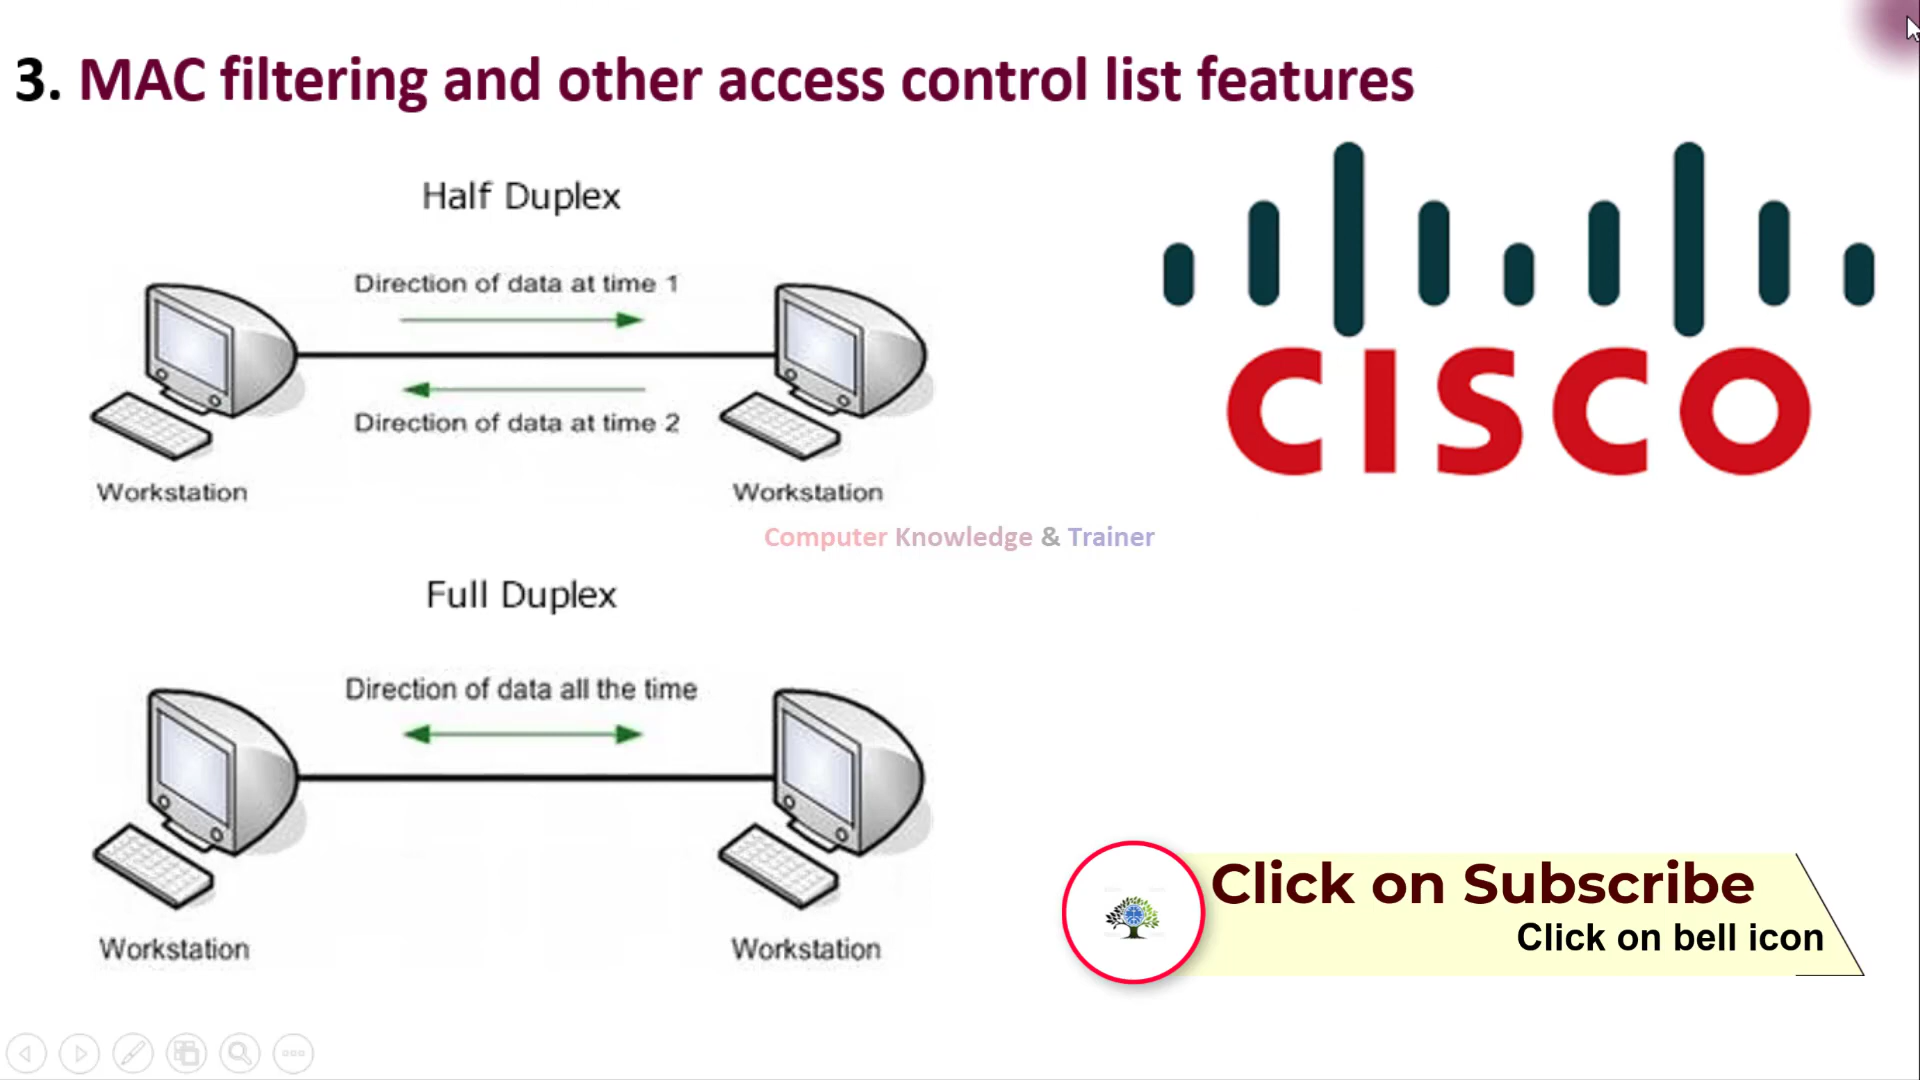 3. MAC filtering and other access control list features
Half Duplex
Direction of data at time 1
Direction of data at time 2
Workstation
Workstation
CISCO
Computer Knowledge & Trainer
Full Duplex
Direction of data all the time
Workstation
Workstation
Click on Subscribe
Click on bell icon